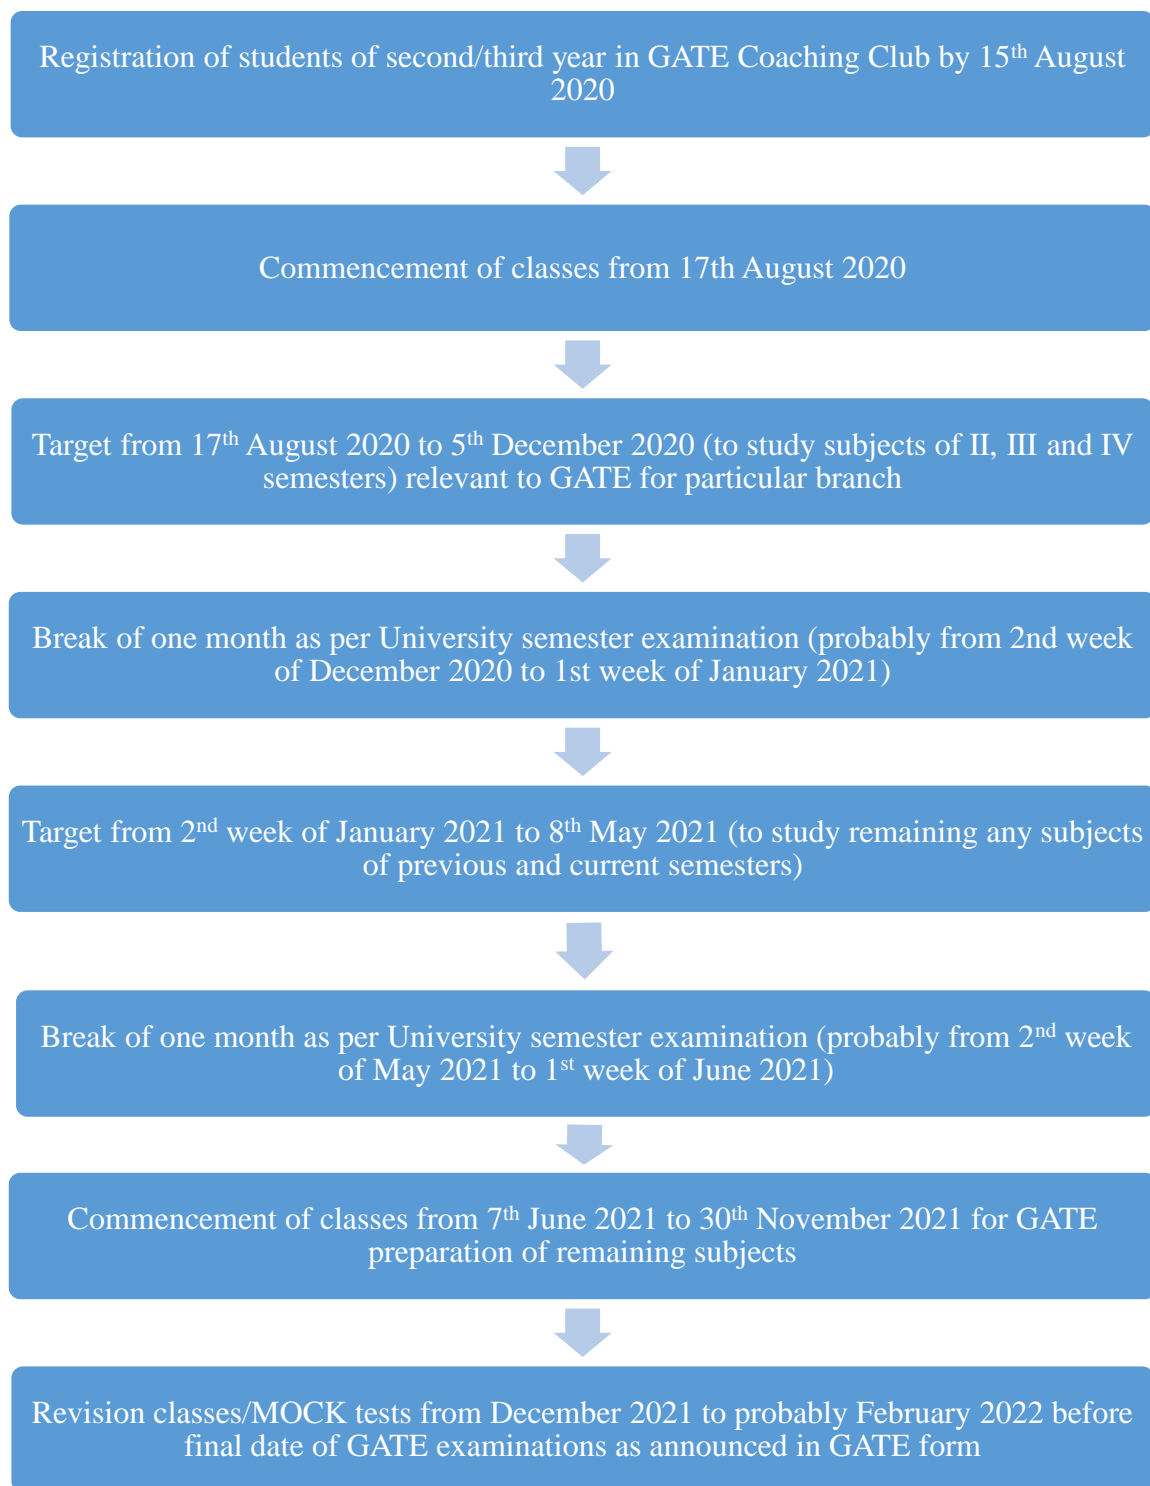 Registration of students of second/third year in GATE Coaching Club by 15th August
2020
Commencement of classes from 17th August 2020
Target from 17th August 2020 to 5th December 2020 (to study subjects of II, III and IV
semesters) relevant to GATE for particular branch
Break of one month as per University semester examination (probably from 2nd week
of December 2020 to 1st week of January 2021)
Target from 2nd week of January 2021 to 8th May 2021 (to study remaining any subjects
of previous and current semesters)
Break of one month as per University semester examination (probably from 2nd week
of May 2021 to 1st week of June 2021)
Commencement of classes from 7th June 2021 to 30th November 2021 for GATE
preparation of remaining subjects
Revision classes/MOCK tests from December 2021 to probably February 2022 before
final date of GATE examinations as announced in GATE form